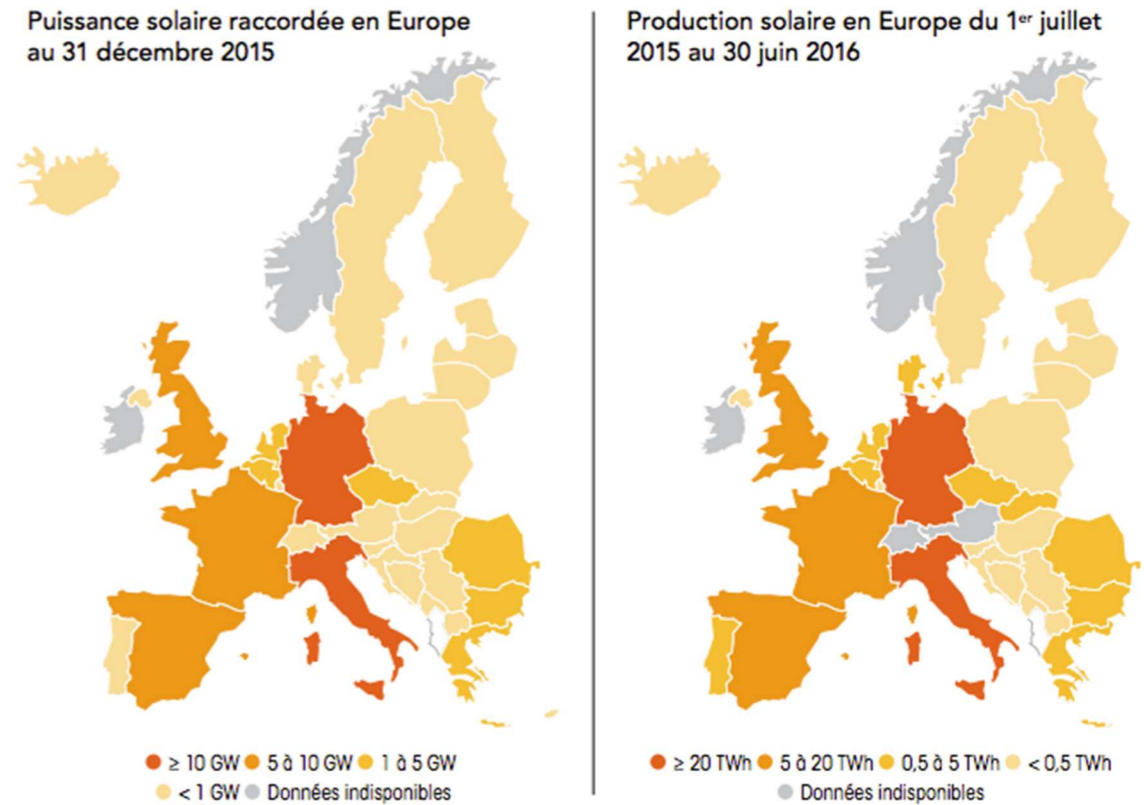 Puissance solaire raccordée en Europe
au 31 décembre 2015
≥ 10 GW 5 à 10 GW 1 à 5 GW
< 1 GW Données indisponibles
Production solaire en Europe du 1er juillet
2015 au 30 juin 2016
≥ 20 TWh 5 à 20 TWh 0,5 à 5 TWh < 0,5 TWh
Données indisponibles